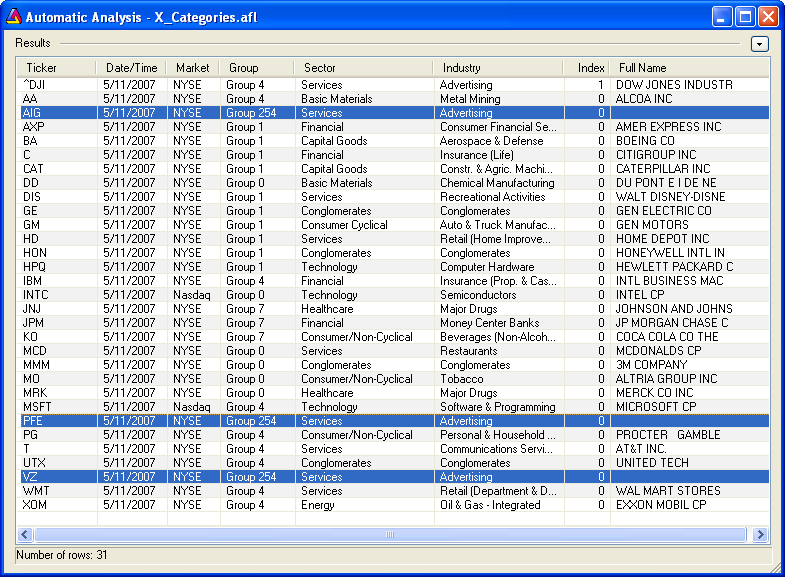 Automatic Analysis - X_Categories.afl
Results
Ticker Date/Time Market Group Sector Industry Index Full Name
^DJI 5/11/2007 NYSE Group 4 Services Advertising 1 DOW JONES INDUSTR
AA 5/11/2007 NYSE Group 4 Basic Materials Metal Mining 0 ALCOA INC
AIG 5/11/2007 NYSE Group 254 Services Advertising 0
AXP 5/11/2007 NYSE Group 1 Financial Consumer Financial Se... 0 AMER EXPRESS INC
BA 5/11/2007 NYSE Group 1 Capital Goods Aerospace & Defense 0 BOEING CO
C 5/11/2007 NYSE Group 1 Financial Insurance (Life) 0 CITIGROUP INC
CAT 5/11/2007 NYSE Group 1 Capital Goods Constr. & Agric. Machi... 0 CATERPILLAR INC
DD 5/11/2007 NYSE Group 0 Basic Materials Chemical Manufacturing 0 DU PONT E I DE NE
DIS 5/11/2007 NYSE Group 1 Services Recreational Activities 0 WALT DISNEY-DISNE
GE 5/11/2007 NYSE Group 1 Conglomerates Conglomerates 0 GEN ELECTRIC CO
GM 5/11/2007 NYSE Group 1 Consumer Cyclical Auto & Truck Manufac... 0 GEN MOTORS
HD 5/11/2007 NYSE Group 1 Services Retail (Home Improve... 0 HOME DEPOT INC
HON 5/11/2007 NYSE Group 1 Conglomerates Conglomerates 0 HONEYWELL INTL IN
HPQ 5/11/2007 NYSE Group 1 Technology Computer Hardware 0 HEWLETT PACKARD C
IBM 5/11/2007 NYSE Group 4 Financial Insurance (Prop. & Cas... 0 INTL BUSINESS MAC
INTC 5/11/2007 Nasdaq Group 0 Technology Semiconductors 0 INTEL CP
JNJ 5/11/2007 NYSE Group 7 Healthcare Major Drugs 0 JOHNSON AND JOHNS
JPM 5/11/2007 NYSE Group 7 Financial Money Center Banks 0 JP MORGAN CHASE C
KO 5/11/2007 NYSE Group 7 Consumer/Non-Cyclical Beverages (Non-Alcoh... 0 COCA COLA CO THE
MCD 5/11/2007 NYSE Group 0 Services Restaurants 0 MCDONALDS CP
MMM 5/11/2007 NYSE Group 0 Conglomerates Conglomerates 0 3M COMPANY
MO 5/11/2007 NYSE Group 0 Consumer/Non-Cyclical Tobacco 0 ALTRIA GROUP INC
MRK 5/11/2007 NYSE Group 0 Healthcare Major Drugs 0 MERCK CO INC
MSFT 5/11/2007 Nasdaq Group 4 Technology Software & Programming 0 MICROSOFT CP
PFE 5/11/2007 NYSE Group 254 Services Advertising 0
PG 5/11/2007 NYSE Group 4 Consumer/Non-Cyclical Personal & Household ... 0 PROCTER GAMBLE
T 5/11/2007 NYSE Group 4 Services Communications Servi... 0 AT&T INC.
UTX 5/11/2007 NYSE Group 4 Conglomerates Conglomerates 0 UNITED TECH
VZ 5/11/2007 NYSE Group 254 Services Advertising 0
WMT 5/11/2007 NYSE Group 4 Services Retail (Department & D... 0 WAL MART STORES
XOM 5/11/2007 NYSE Group 4 Energy Oil & Gas - Integrated 0 EXXON MOBIL CP
Number of rows: 31